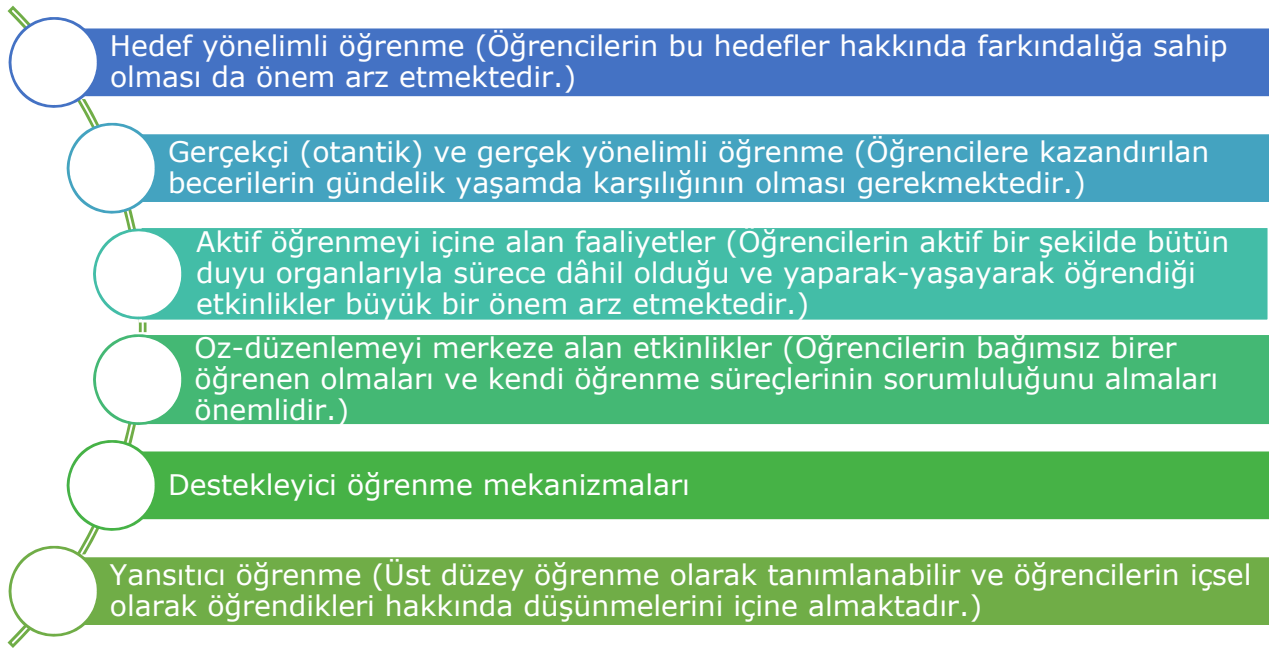 Hedef yönelimli öğrenme (Öğrencilerin bu hedefler hakkında farkındalığa sahip
olması da önem arz etmektedir.)
Gerçekçi (otantik) ve gerçek yönelimli öğrenme (Öğrencilere kazandırılan
becerilerin gündelik yaşamda karşılığının olması gerekmektedir.)
Aktif öğrenmeyi içine alan faaliyetler (Öğrencilerin aktif bir şekilde bütün
duyu organlarıyla sürece dâhil olduğu ve yaparak-yaşayarak öğrendiği
etkinlikler büyük bir önem arz etmektedir.)
Öz-düzenlemeyi merkeze alan etkinlikler (Öğrencilerin bağımsız birer
öğrenen olmaları ve kendi öğrenme süreçlerinin sorumluluğunu almaları
önemlidir.)
Destekleyici öğrenme mekanizmaları
Yansıtıcı öğrenme (Üst düzey öğrenme olarak tanımlanabilir ve öğrencilerin içsel
olarak öğrendikleri hakkında düşünmelerini içine almaktadır.)